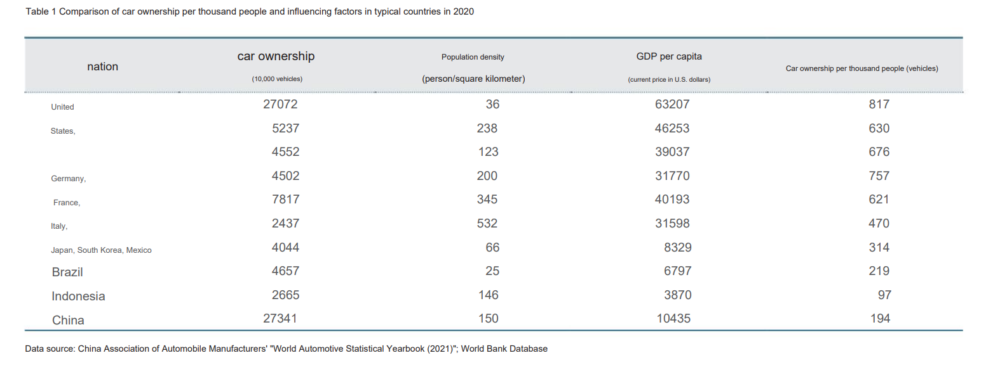 Table 1 Comparison of car ownership per thousand people and influencing factors in typical countries in 2020
nation car ownership (10,000 vehicles) Population density (person/square kilometer) GDP per capita (current price in U.S. dollars) Car ownership per thousand people (vehicles)
United 27072 36 63207 817
States, 5237 238 46253 630
4552 123 39037 676
Germany, 4502 200 31770 757
France, 7817 345 40193 621
Italy, 2437 532 31598 470
Japan, South Korea, Mexico 4044 66 8329 314
Brazil 4657 25 6797 219
Indonesia 2665 146 3870 97
China 27341 150 10435 194
Data source: China Association of Automobile Manufacturers' "World Automotive Statistical Yearbook (2021)"; World Bank Database